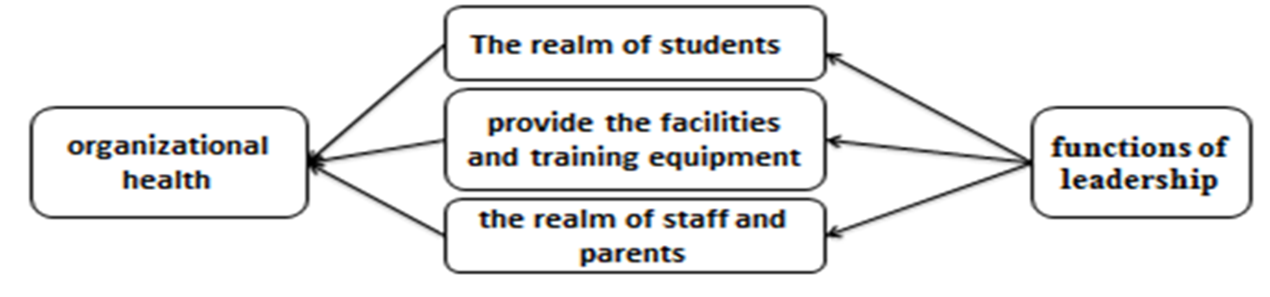 The realm of students
provide the facilities
and training equipment
the realm of staff and
parents
organizational
health
functions of
leadership